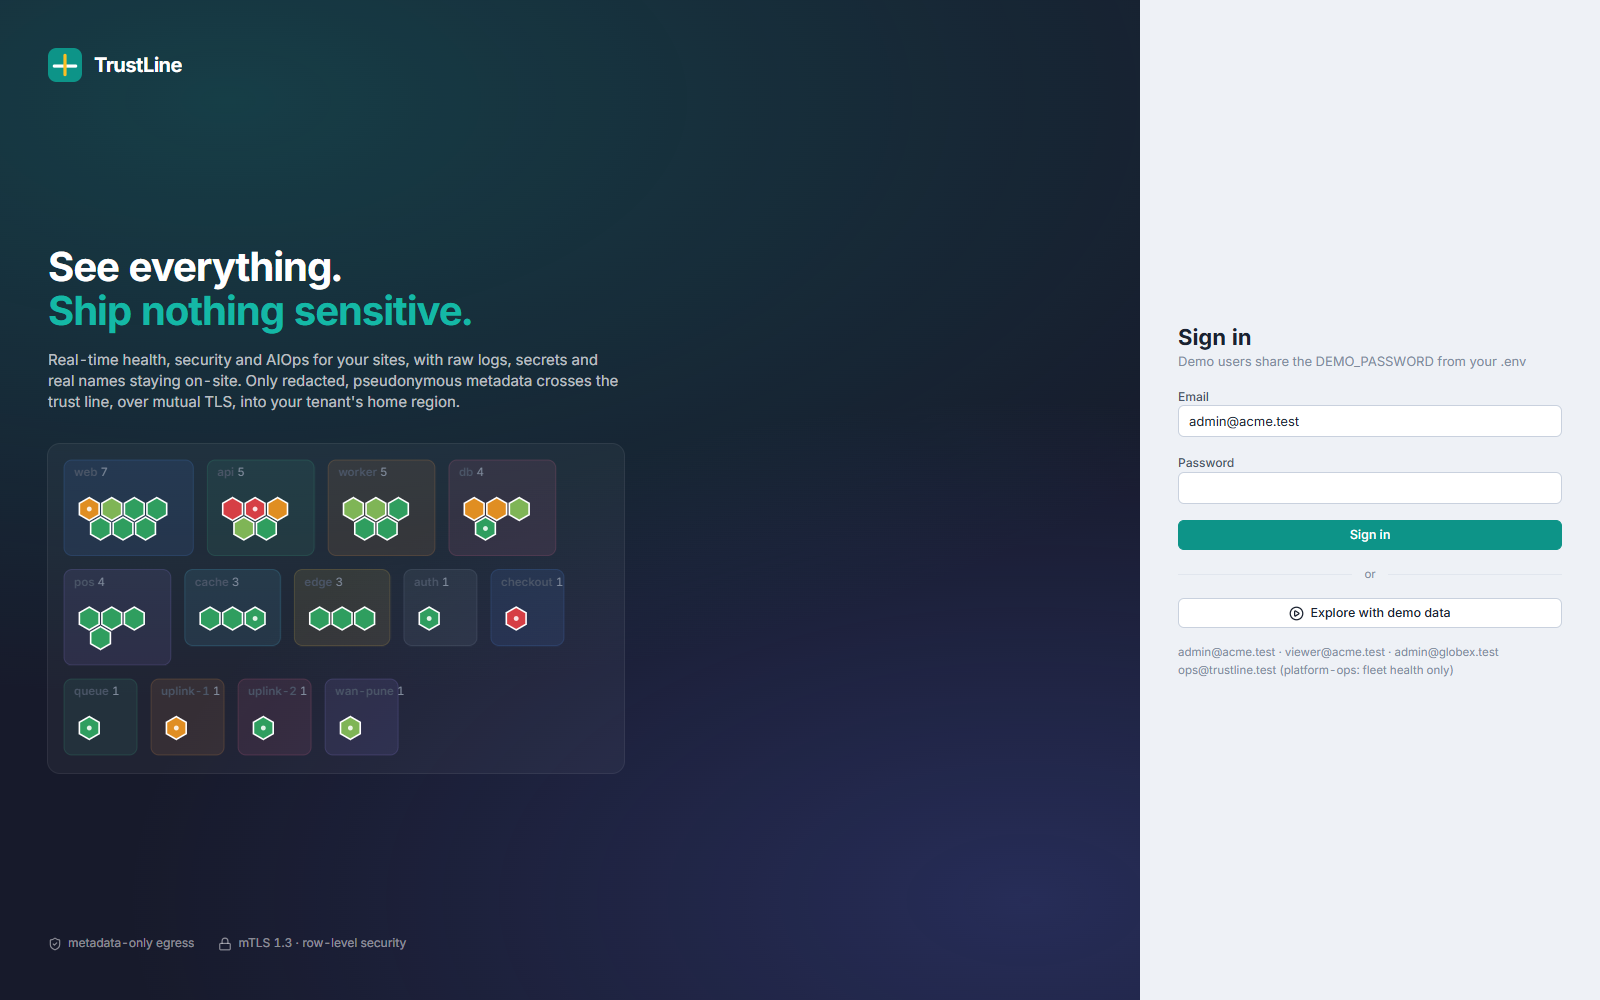 TrustLine
See everything.
Ship nothing sensitive.
Real-time health, security and AIOps for your sites, with raw logs, secrets and
real names staying on-site. Only redacted, pseudonymous metadata crosses the
trust line, over mutual TLS, into your tenant's home region.
web 7
api 5
worker 5
db 4
pos 4
cache 3
edge 3
auth 1
checkout 1
queue 1
uplink-1 1
uplink-2 1
wan-pune 1
metadata-only egress
mTLS 1.3 · row-level security
Sign in
Demo users share the DEMO_PASSWORD from your .env
Email
admin@acme.test
Password
Sign in
or
Explore with demo data
admin@acme.test · viewer@acme.test · admin@globex.test
ops@trustline.test (platform-ops: fleet health only)